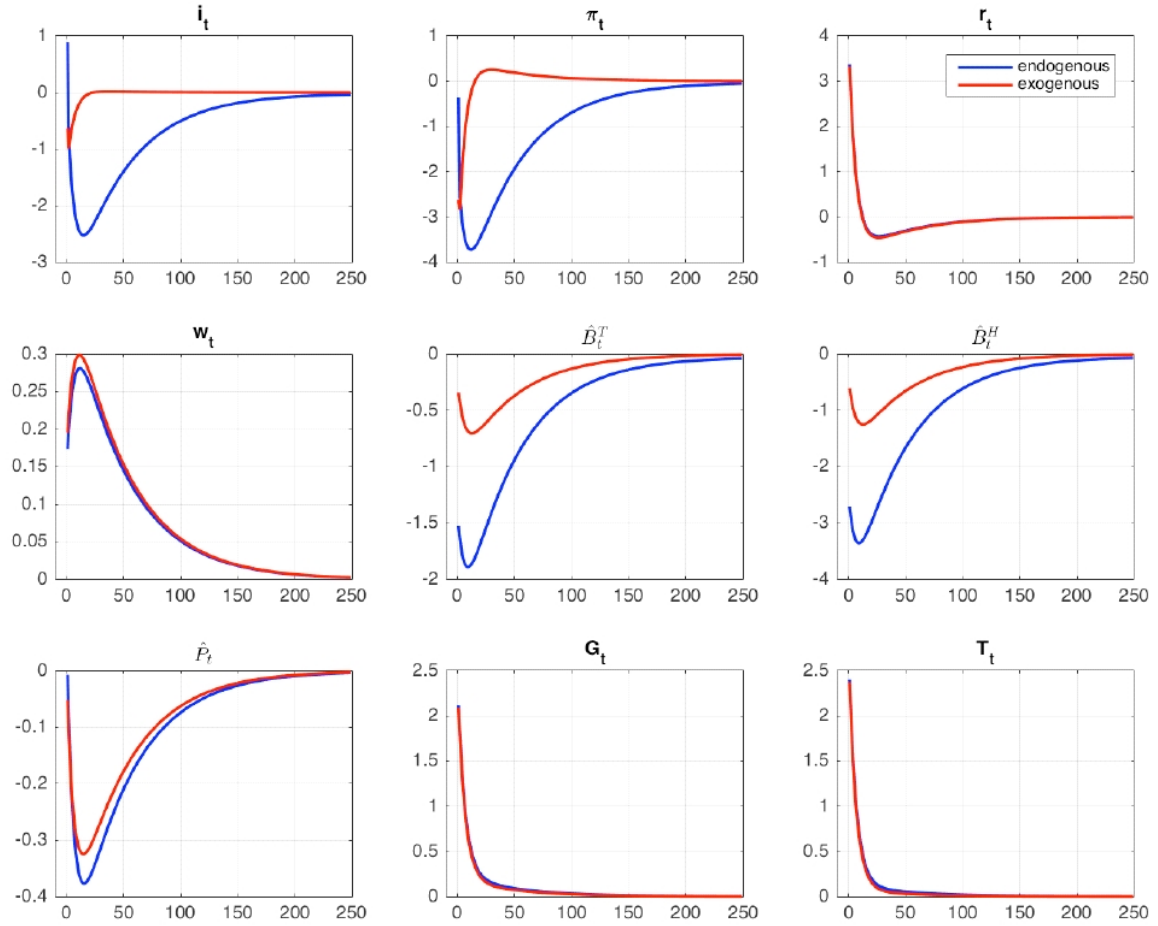 i_t π_t r_t
1 1 4
0 0 3 endogenous
-1 -1 2 exogenous
-2 -2 1
-3 -3 0
-4 -1
0 50 100 150 200 250 0 50 100 150 200 250 0 50 100 150 200 250
w_t \hat{B}_t^T \hat{B}_t^H
0.3 0 0
0.25 -0.5 -1
0.2 -1 -2
0.15 -1.5 -3
0.1 -2 -4
0.05
0
0 50 100 150 200 250 0 50 100 150 200 250 0 50 100 150 200 250
\hat{P}_t G_t T_t
0 2.5 2.5
-0.1 2 2
-0.2 1.5 1.5
-0.3 1 1
-0.4 0.5 0.5
0 0
0 50 100 150 200 250 0 50 100 150 200 250 0 50 100 150 200 250